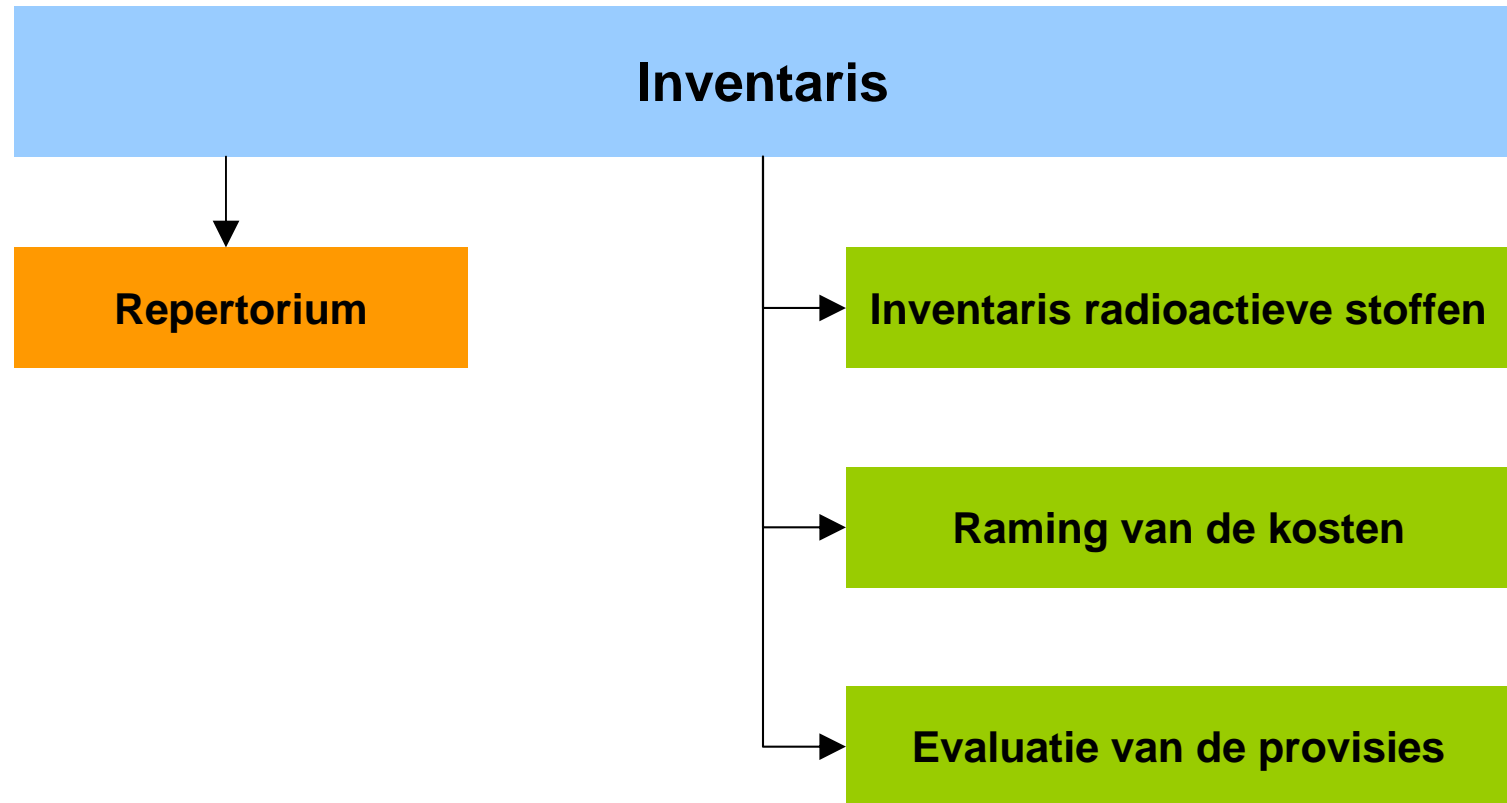 Inventaris
Repertorium
Inventaris radioactieve stoffen
Raming van de kosten
Evaluatie van de provisies